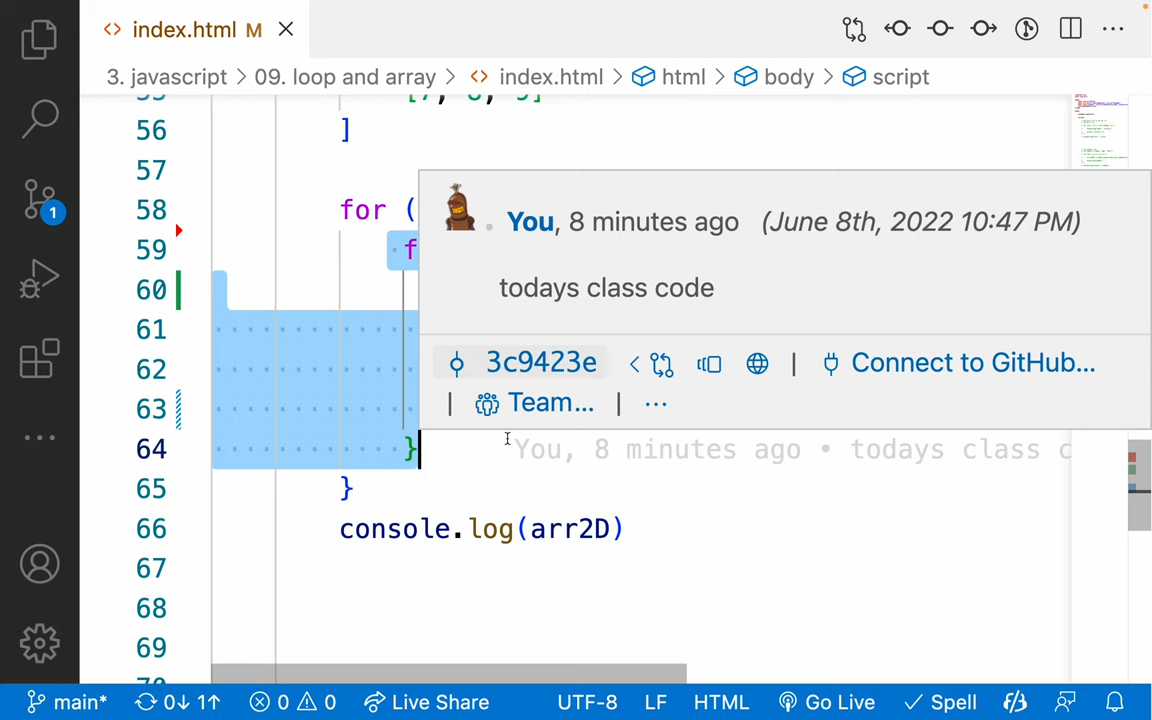 index.html M
3. javascript > 09. loop and array > index.html > html > body > script
55 [7, 8, 9]
56 ]
57
58 for (
59 f
60
61
62
63
64 }
65 }
66 console.log(arr2D)
67
68
69
You, 8 minutes ago (June 8th, 2022 10:47 PM)
todays class code
3c9423e | Connect to GitHub...
| Team... | ...
You, 8 minutes ago • todays class c
1
main* 0↓ 1↑ 0 0 Live Share UTF-8 LF HTML Go Live Spell